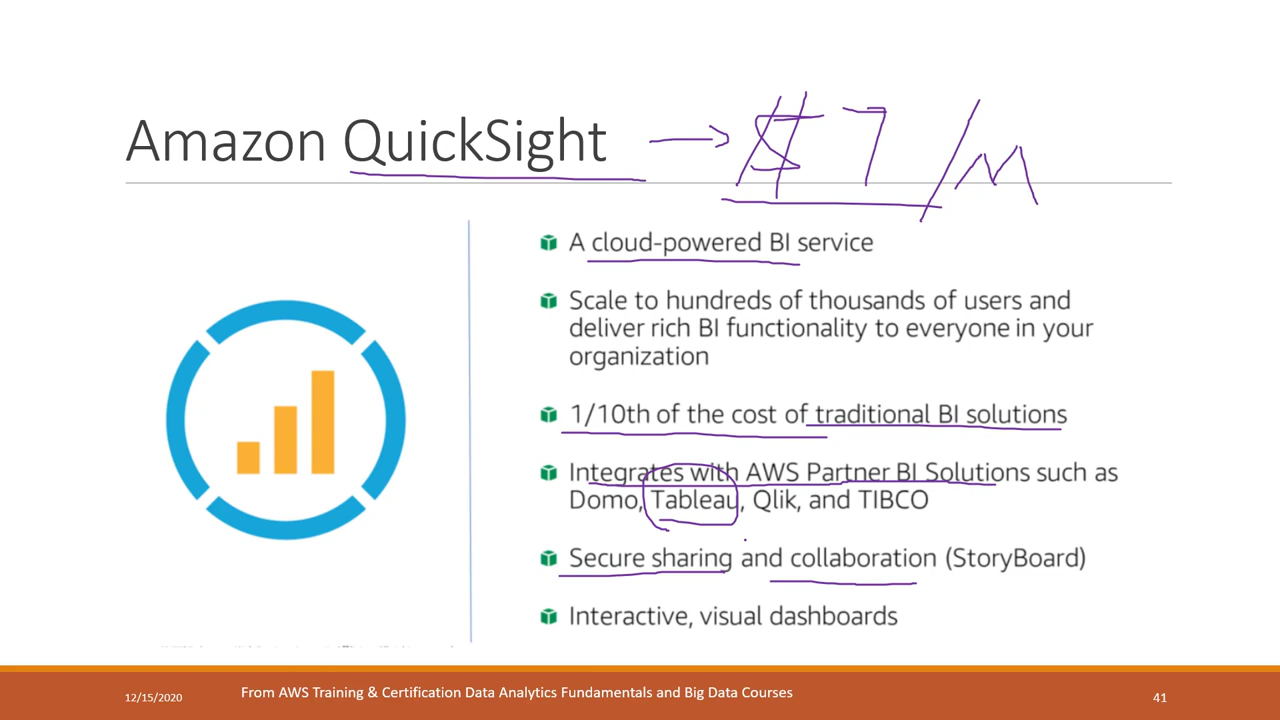 Amazon QuickSight → $7/m
A cloud-powered BI service
Scale to hundreds of thousands of users and
deliver rich BI functionality to everyone in your
organization
1/10th of the cost of traditional BI solutions
Integrates with AWS Partner BI Solutions such as
Domo, Tableau, Qlik, and TIBCO
Secure sharing and collaboration (StoryBoard)
Interactive, visual dashboards
12/15/2020
From AWS Training & Certification Data Analytics Fundamentals and Big Data Courses
41